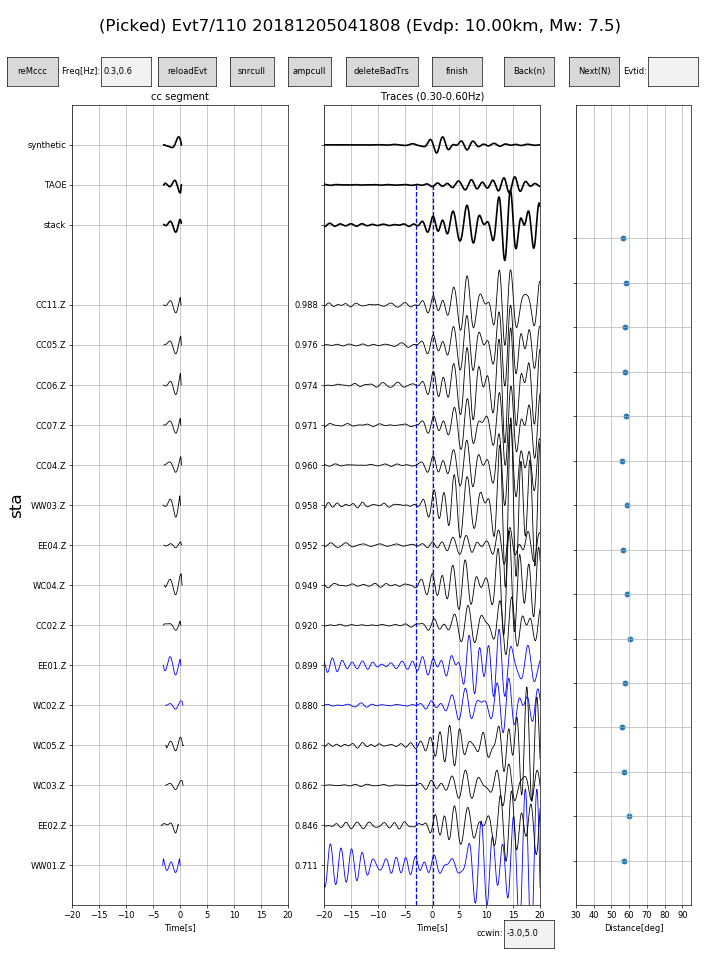 (Picked) Evt7/110 20181205041808 (Evdp: 10.00km, Mw: 7.5)
reMccc Freq[Hz]: 0.3,0.6 reloadEvt snrcull ampcull deleteBadTrs finish Back(n) Next(N) Evtid:
cc segment Traces (0.30-0.60Hz)
synthetic
TAOE
stack
CC11.Z 0.988
CC05.Z 0.976
CC06.Z 0.974
CC07.Z 0.971
CC04.Z 0.960
WW03.Z 0.958
sta
EE04.Z 0.952
WC04.Z 0.949
CC02.Z 0.920
EE01.Z 0.899
WC02.Z 0.880
WC05.Z 0.862
WC03.Z 0.862
EE02.Z 0.846
WW01.Z 0.711
−20 −15 −10 −5 0 5 10 15 20 −20 −15 −10 −5 0 5 10 15 20 30 40 50 60 70 80 90
Time[s] Time[s] Distance[deg]
ccwin: -3.0,5.0